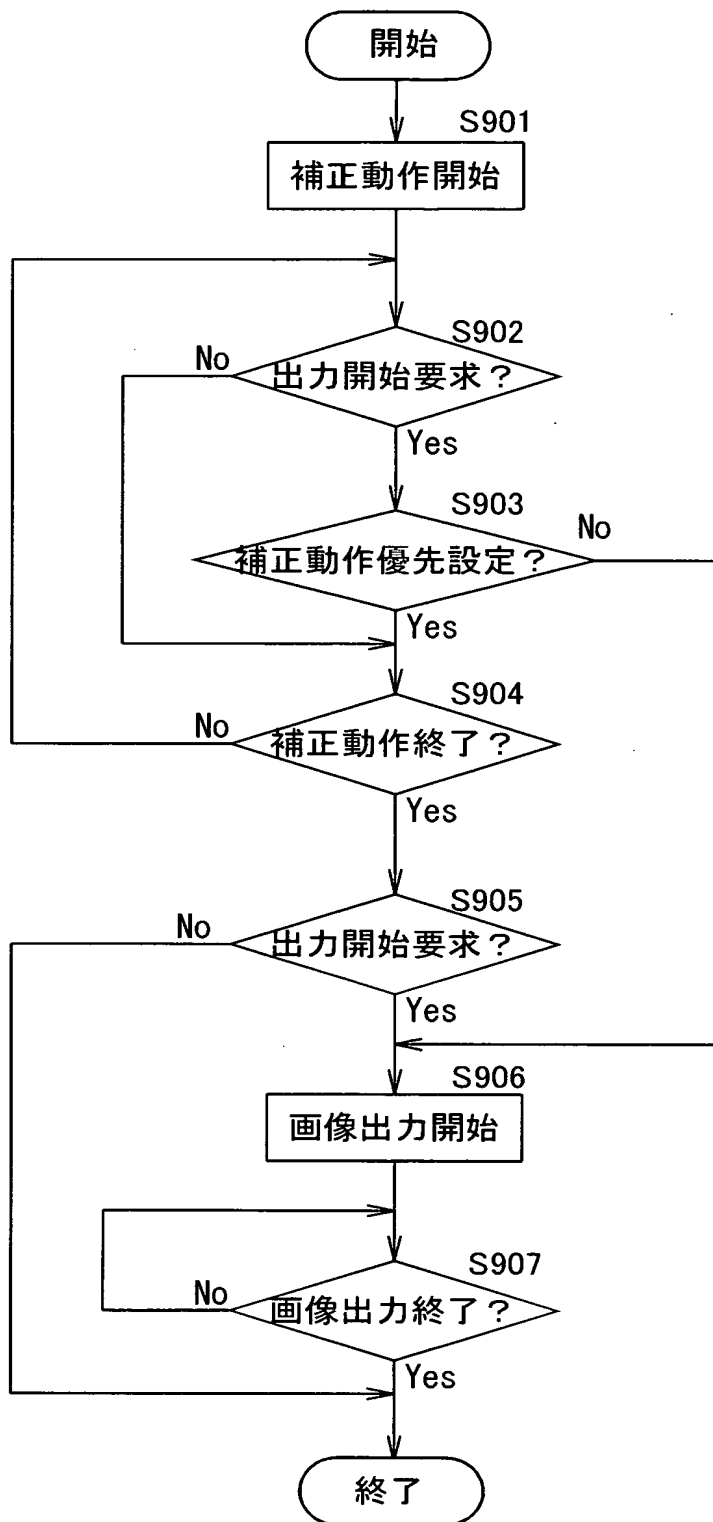 開始
S901
補正動作開始
S902
No
出力開始要求?
Yes
S903
No
補正動作優先設定?
Yes
S904
No
補正動作終了?
Yes
S905
No
出力開始要求?
Yes
S906
画像出力開始
S907
No
画像出力終了?
Yes
終了